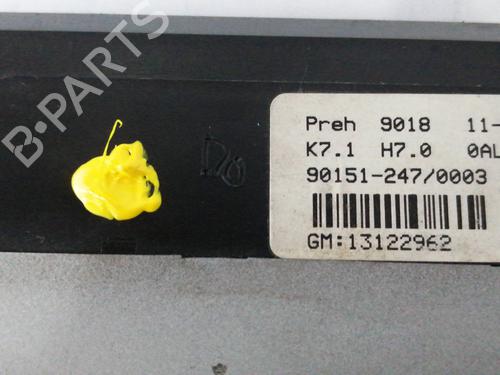 Preh 9018 11-
K7.1 H7.0 0AL
90151-247/0003
GM:13122962
B-PARTS